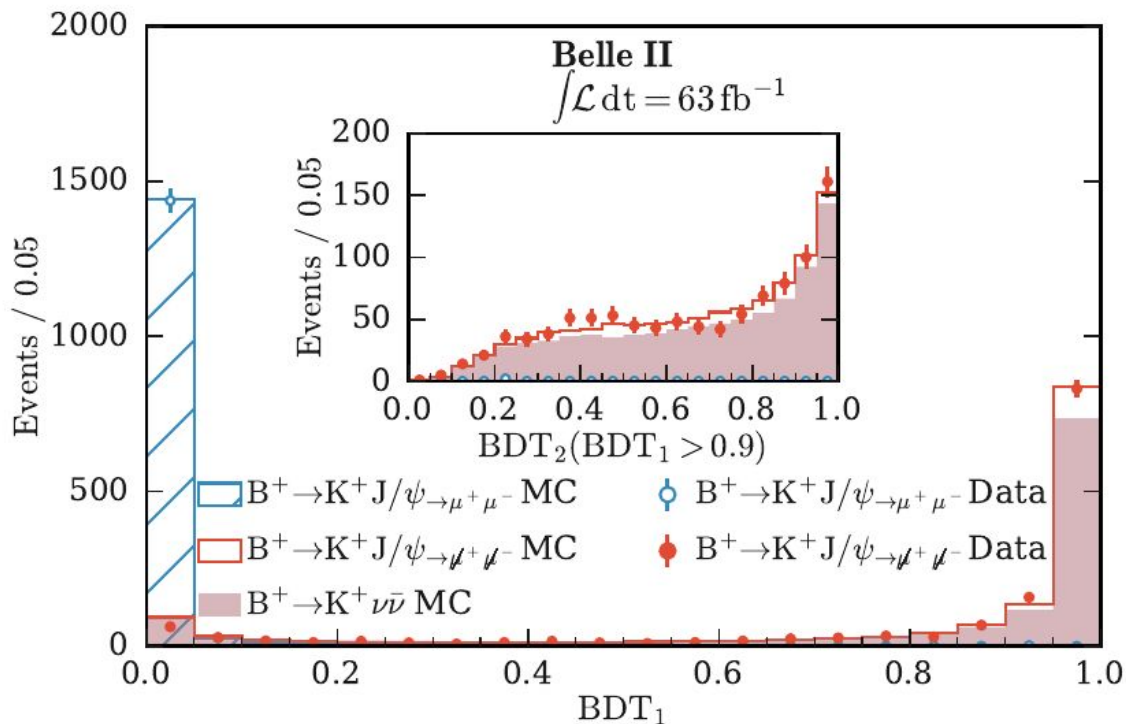 Belle II
∫ℒ dt = 63 fb⁻¹
Events / 0.05
2000
1500
1000
500
0
0.0 0.2 0.4 0.6 0.8 1.0
BDT₁
Events / 0.05
200
150
100
50
0
0.0 0.2 0.4 0.6 0.8 1.0
BDT₂(BDT₁ > 0.9)
B⁺→K⁺J/ψ→μ⁺μ⁻ MC
B⁺→K⁺J/ψ→μ̸⁺μ̸⁻ MC
B⁺→K⁺νν̄ MC
B⁺→K⁺J/ψ→μ⁺μ⁻ Data
B⁺→K⁺J/ψ→μ̸⁺μ̸⁻ Data